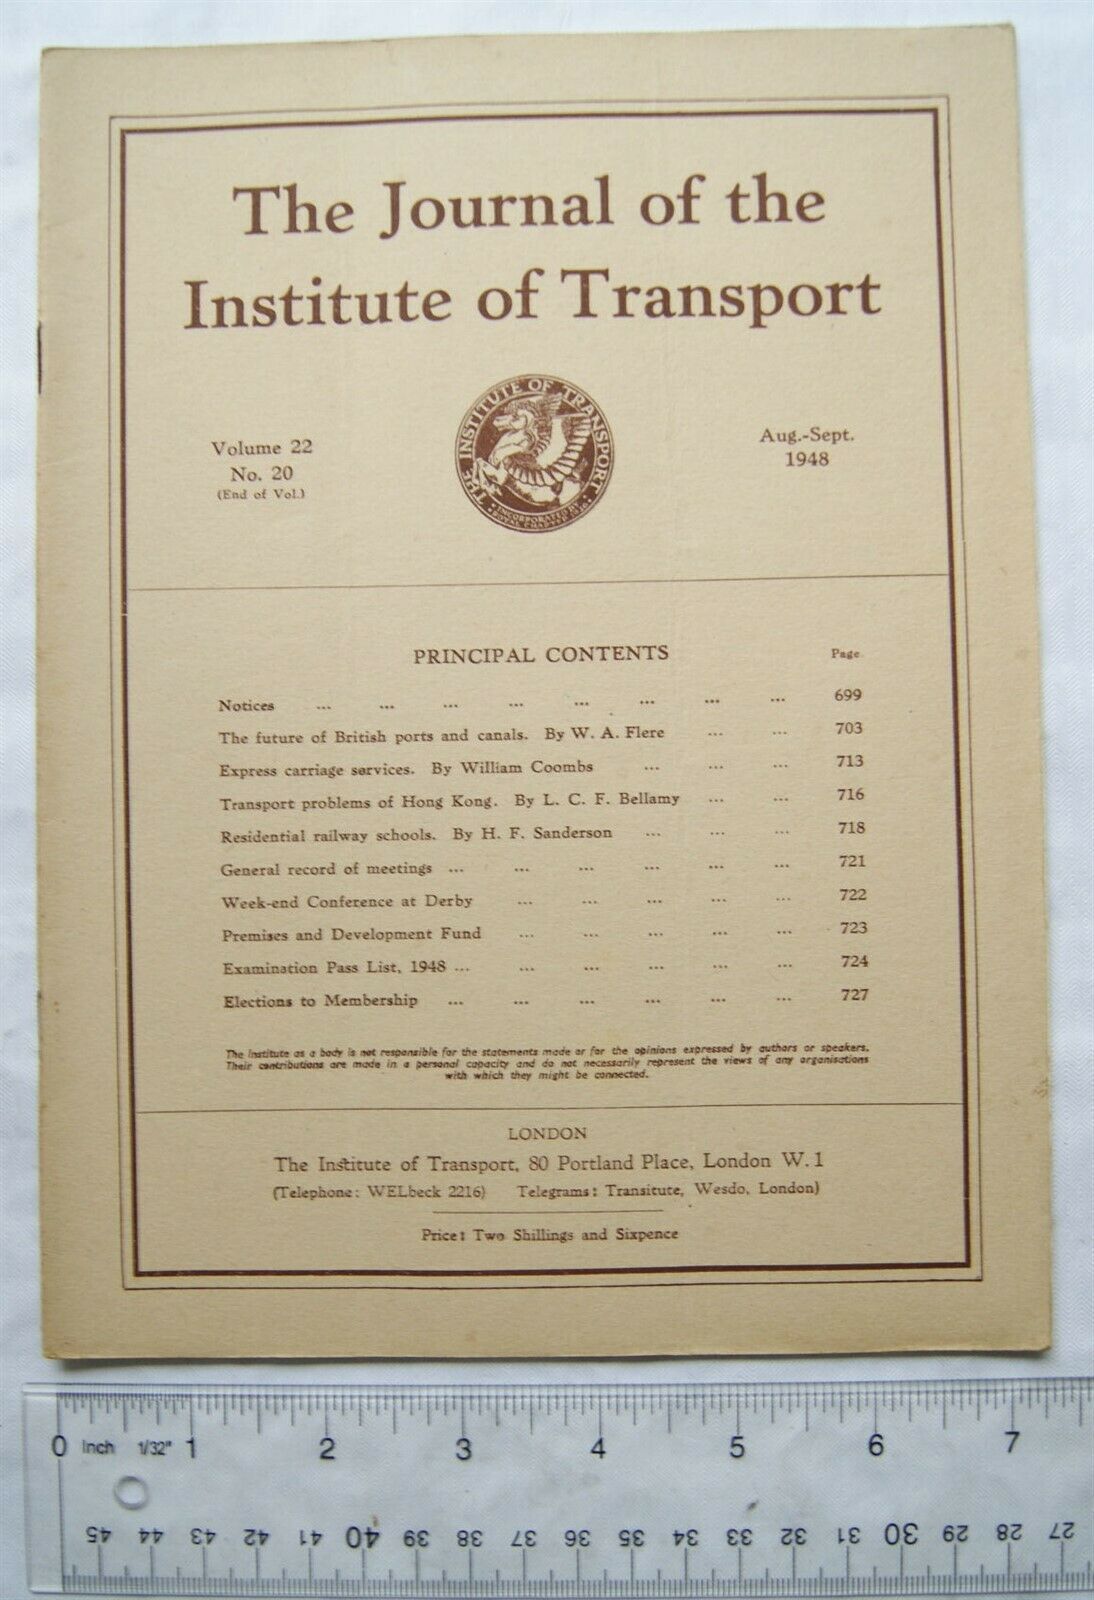 The Journal of the
Institute of Transport
Volume 22
No. 20
(End of Vol.)
THE INSTITUTE OF TRANSPORT
INCORPORATED BY
ROYAL CHARTER 1926
Aug.-Sept.
1948
PRINCIPAL CONTENTS Page
Notices ... ... ... ... ... ... ... ... 699
The future of British ports and canals. By W. A. Flere ... ... 703
Express carriage services. By William Coombs ... ... ... 713
Transport problems of Hong Kong. By L. C. F. Bellamy ... ... 716
Residential railway schools. By H. F. Sanderson ... ... ... 718
General record of meetings ... ... ... ... ... ... 721
Week-end Conference at Derby ... ... ... ... ... 722
Premises and Development Fund ... ... ... ... ... 723
Examination Pass List, 1948 ... ... ... ... ... ... 724
Elections to Membership ... ... ... ... ... ... 727
The Institute as a body is not responsible for the statements made or for the opinions expressed by authors or speakers.
Their contributions are made in a personal capacity and do not necessarily represent the views of any organisations
with which they might be connected.
LONDON
The Institute of Transport, 80 Portland Place, London W.1
(Telephone: WELbeck 2216) Telegrams: Transitute, Wesdo, London)
Price: Two Shillings and Sixpence
0 Inch 1/32" 1 2 3 4 5 6 7
45 44 43 42 41 40 39 38 37 36 35 34 33 32 31 30 29 28 27